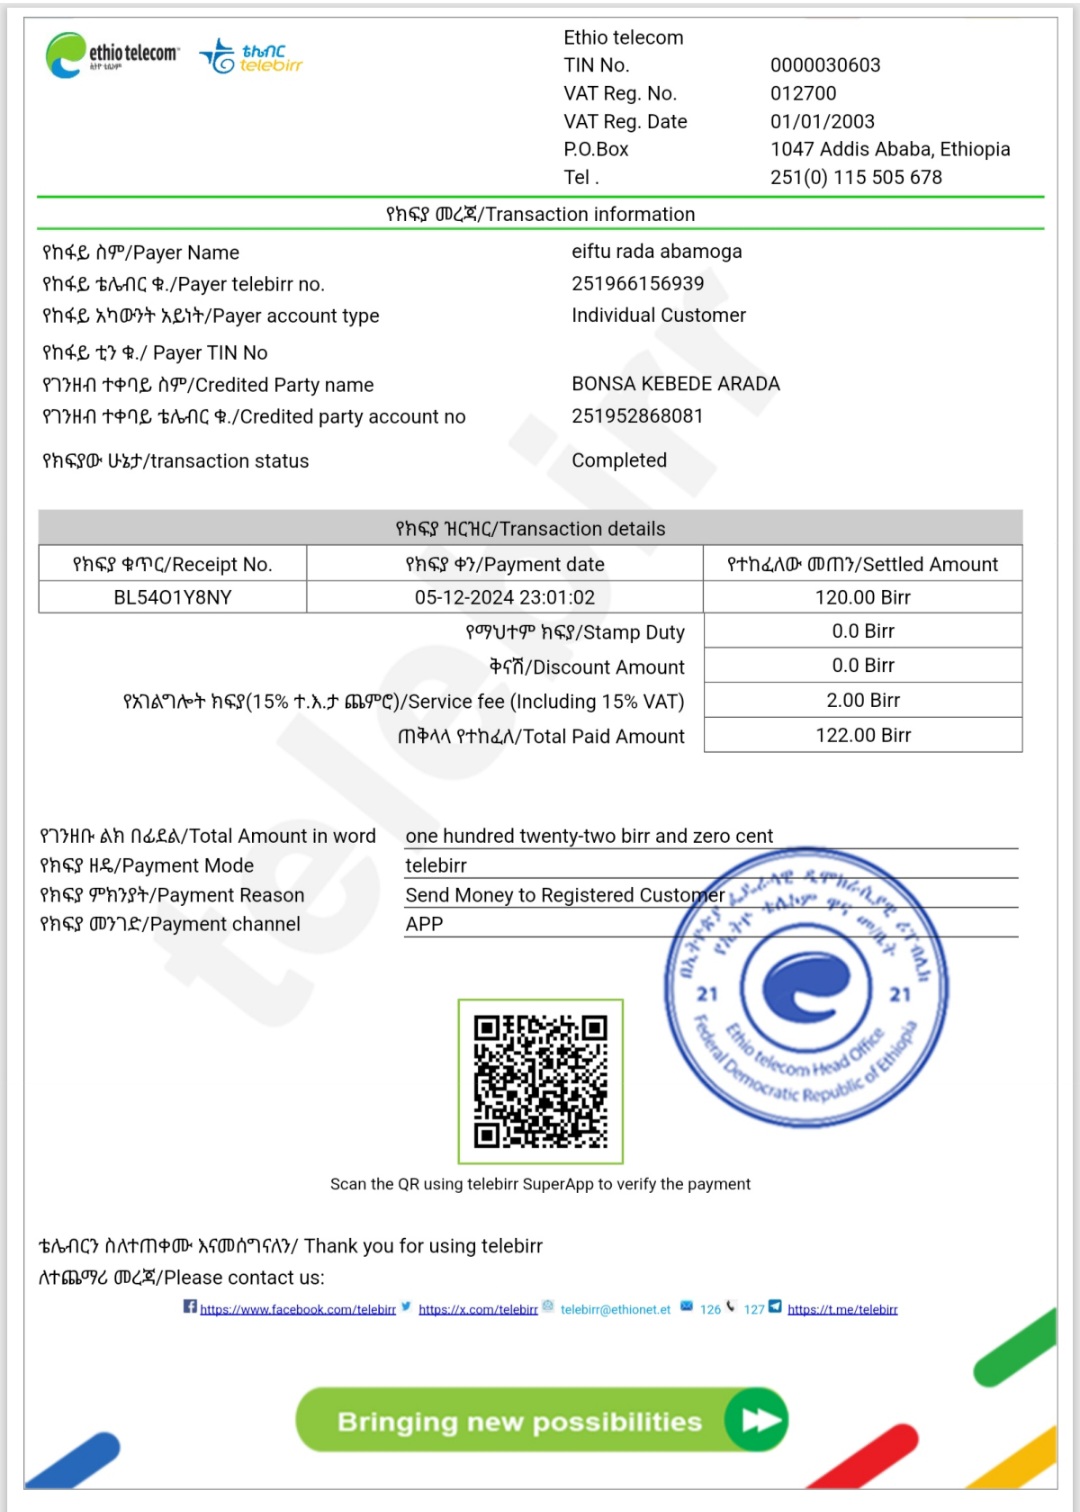 ethio telecom
ኢትዮ ቴሌኮም
ቴሌብር
telebirr
Ethio telecom
TIN No. 0000030603
VAT Reg. No. 012700
VAT Reg. Date 01/01/2003
P.O.Box 1047 Addis Ababa, Ethiopia
Tel . 251(0) 115 505 678
የክፍያ መረጃ/Transaction information
የከፋይ ስም/Payer Name eiftu rada abamoga
የከፋይ ቴሌብር ቁ./Payer telebirr no. 251966156939
የከፋይ አካውንት አይነት/Payer account type Individual Customer
የከፋይ ቲን ቁ./ Payer TIN No
የገንዘብ ተቀባይ ስም/Credited Party name BONSA KEBEDE ARADA
የገንዘብ ተቀባይ ቴሌብር ቁ./Credited party account no 251952868081
የክፍያው ሁኔታ/transaction status Completed
የክፍያ ዝርዝር/Transaction details
የክፍያ ቁጥር/Receipt No. የክፍያ ቀን/Payment date የተከፈለው መጠን/Settled Amount
BL54O1Y8NY 05-12-2024 23:01:02 120.00 Birr
የማህተም ክፍያ/Stamp Duty 0.0 Birr
ቅናሽ/Discount Amount 0.0 Birr
የአገልግሎት ክፍያ(15% ተ.እ.ታ ጨምሮ)/Service fee (Including 15% VAT) 2.00 Birr
ጠቅላላ የተከፈለ/Total Paid Amount 122.00 Birr
የገንዘቡ ልክ በፊደል/Total Amount in word one hundred twenty-two birr and zero cent
የክፍያ ዘዴ/Payment Mode telebirr
የክፍያ ምክንያት/Payment Reason Send Money to Registered Customer
የክፍያ መንገድ/Payment channel APP
telebirr
በኢትዮጵያ ፌዴራላዊ ዲሞክራሲያዊ ሪፐብሊክ
የኢትዮ ቴሌኮም ዋና መ/ቤት
21 21
Ethio telecom Head Office
Federal Democratic Republic of Ethiopia
Scan the QR using telebirr SuperApp to verify the payment
ቴሌብርን ስለተጠቀሙ እናመሰግናለን/ Thank you for using telebirr
ለተጨማሪ መረጃ/Please contact us:
https://www.facebook.com/telebirr https://x.com/telebirr telebirr@ethionet.et 126 127 https://t.me/telebirr
Bringing new possibilities